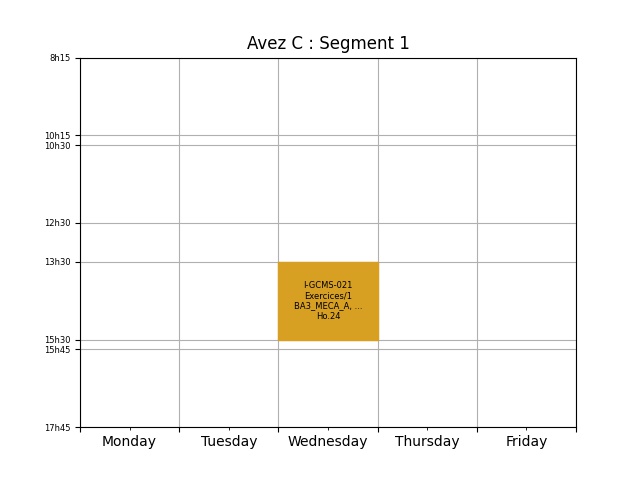 Avez C : Segment 1
8h15
10h15
10h30
12h30
13h30
I-GCMS-021
Exercices/1
BA3_MECA_A, ...
Ho.24
15h30
15h45
17h45
Monday Tuesday Wednesday Thursday Friday